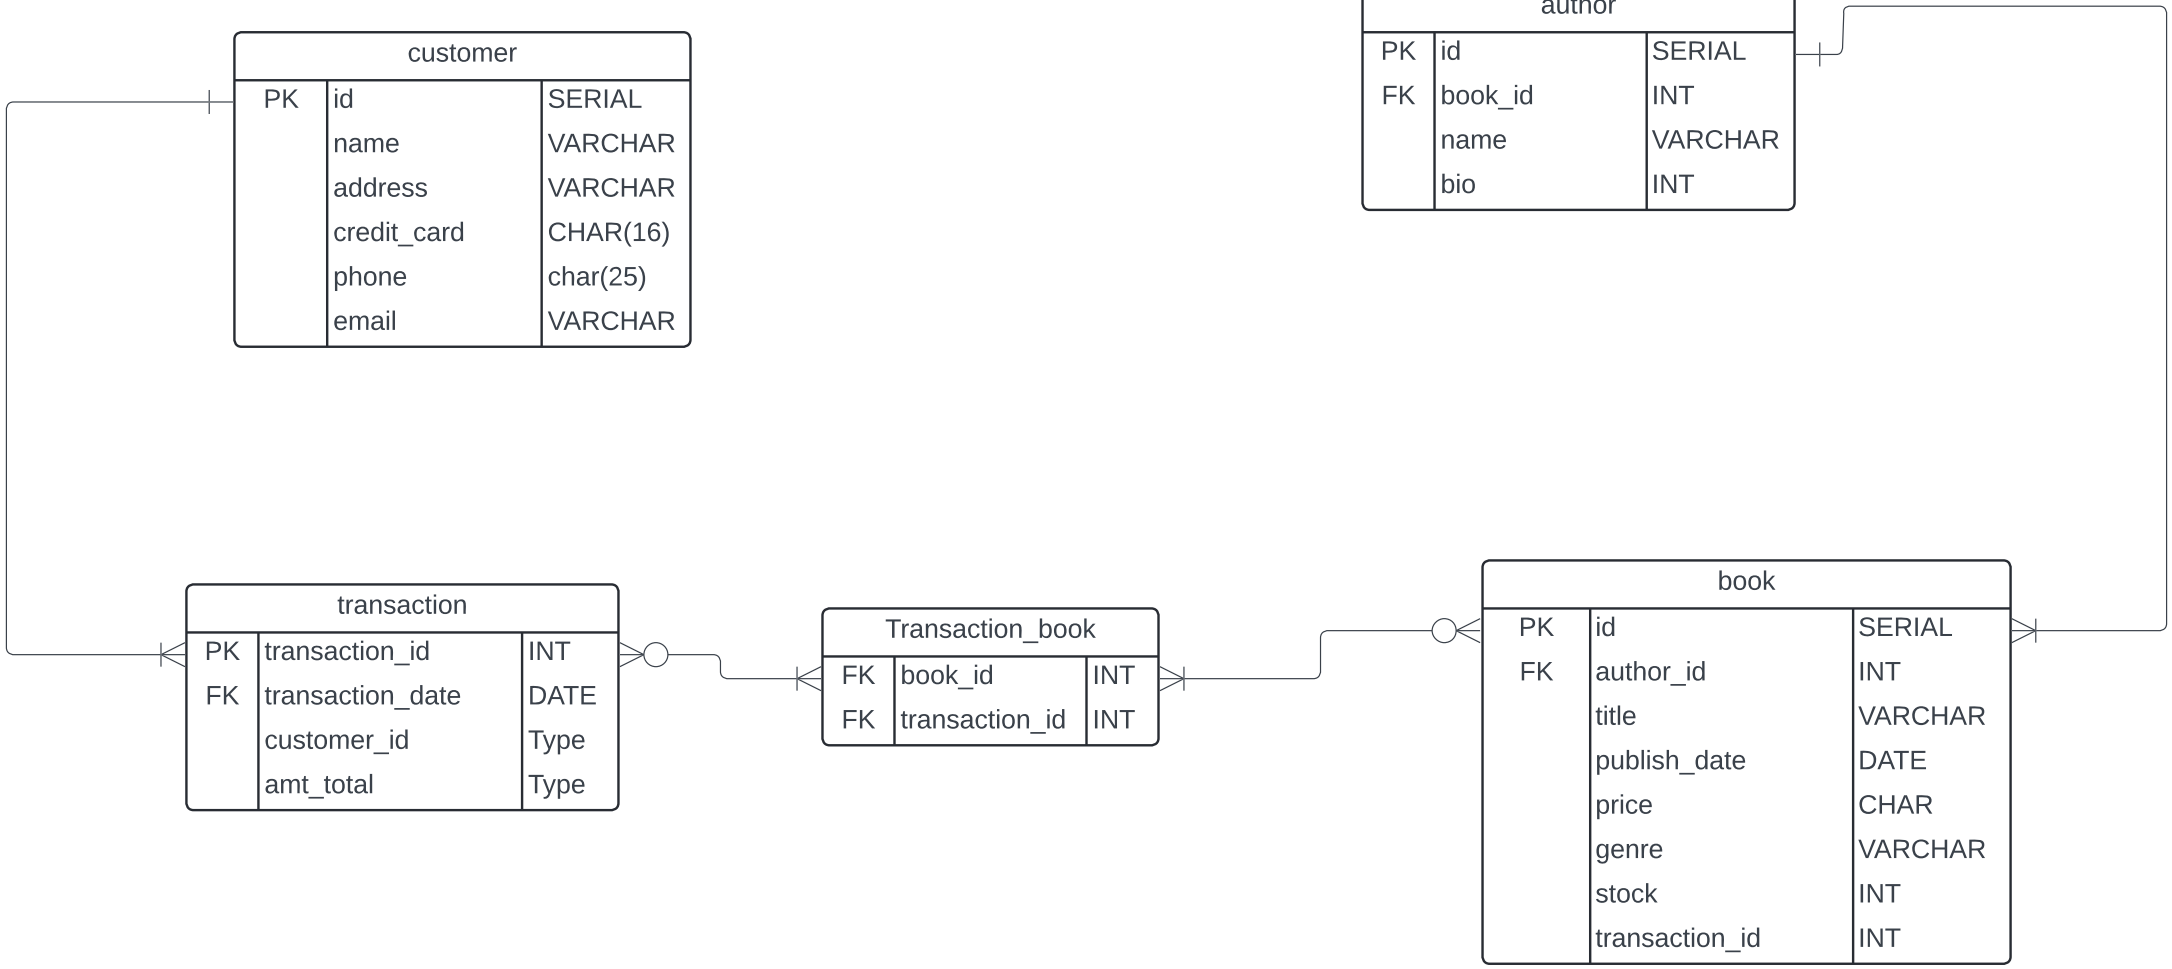 customer
PK id SERIAL
name VARCHAR
address VARCHAR
credit_card CHAR(16)
phone char(25)
email VARCHAR
author
PK id SERIAL
FK book_id INT
name VARCHAR
bio INT
transaction
PK transaction_id INT
FK transaction_date DATE
customer_id Type
amt_total Type
Transaction_book
FK book_id INT
FK transaction_id INT
book
PK id SERIAL
FK author_id INT
title VARCHAR
publish_date DATE
price CHAR
genre VARCHAR
stock INT
transaction_id INT